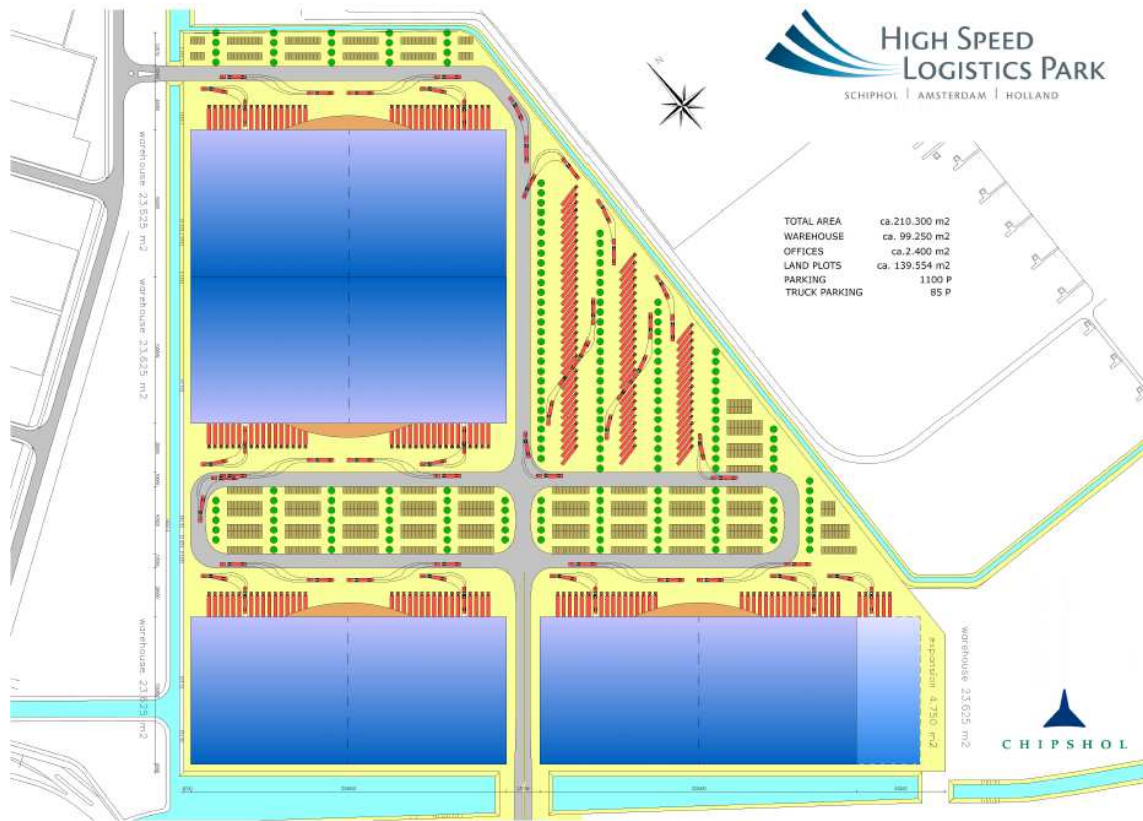 HIGH SPEED
LOGISTICS PARK
SCHIPHOL | AMSTERDAM | HOLLAND
N
TOTAL AREA ca.210.300 m2
WAREHOUSE ca. 99.250 m2
OFFICES ca.2.400 m2
LAND PLOTS ca. 139.554 m2
PARKING 1100 P
TRUCK PARKING 85 P
warehouse 23.525 m2
warehouse 23.625 m2
warehouse 23.625 m2
expansion 4.750 m2
warehouse 23.625 m2
CHIPSHOL